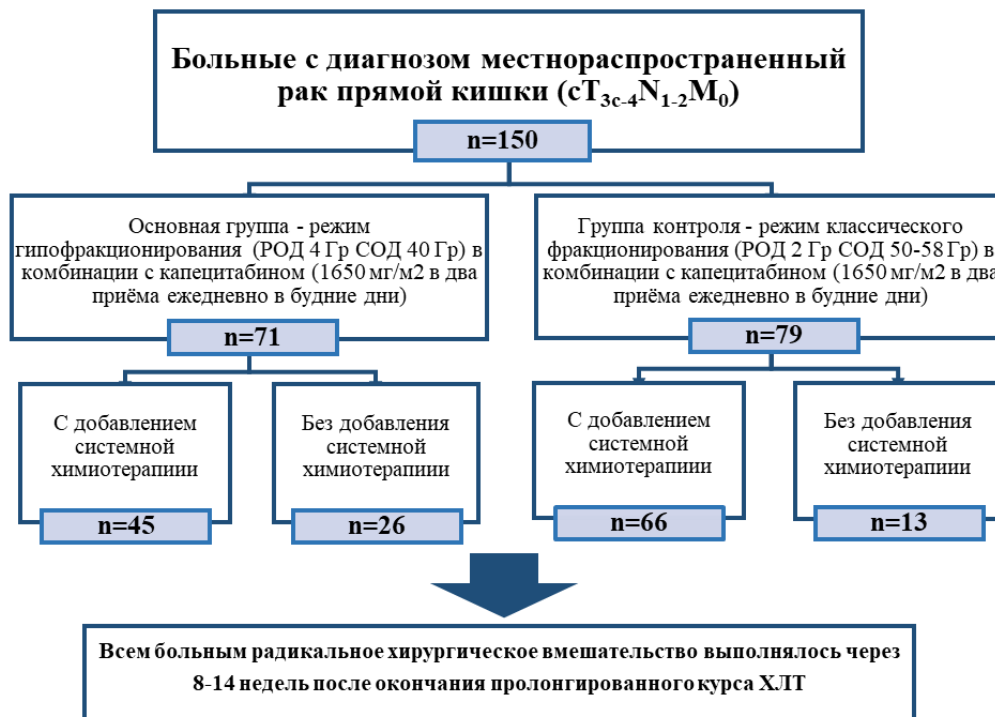 Больные с диагнозом местнораспространенный
рак прямой кишки (cT3c-4N1-2M0)
n=150
Основная группа - режим
гипофракционирования (РОД 4 Гр СОД 40 Гр) в
комбинации с капецитабином (1650 мг/м2 в два
приёма ежедневно в будние дни)
n=71
Группа контроля - режим классического
фракционирования (РОД 2 Гр СОД 50-58 Гр) в
комбинации с капецитабином (1650 мг/м2 в два
приёма ежедневно в будние дни)
n=79
С добавлением
системной
химиотерапиии
n=45
Без добавления
системной
химиотерапиии
n=26
С добавлением
системной
химиотерапиии
n=66
Без добавления
системной
химиотерапиии
n=13
Всем больным радикальное хирургическое вмешательство выполнялось через
8-14 недель после окончания пролонгированного курса ХЛТ